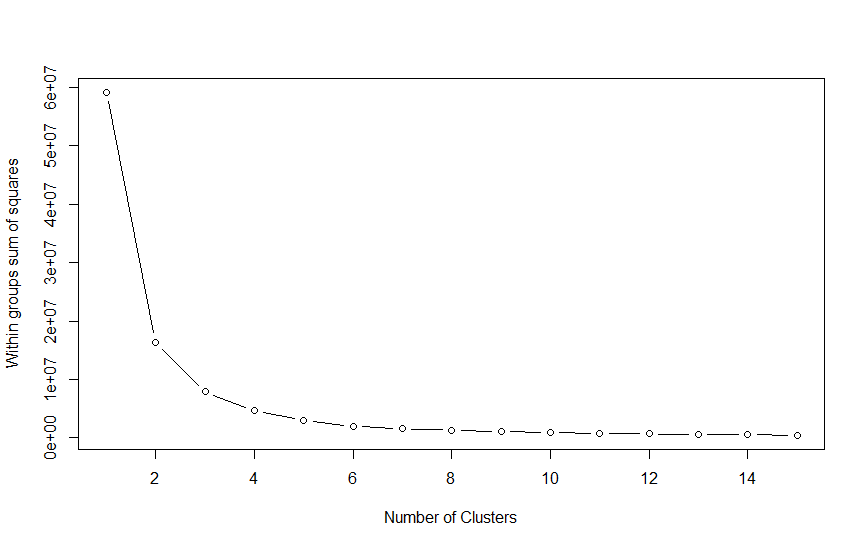 6e+07
5e+07
4e+07
3e+07
2e+07
1e+07
0e+00
Within groups sum of squares
2 4 6 8 10 12 14
Number of Clusters